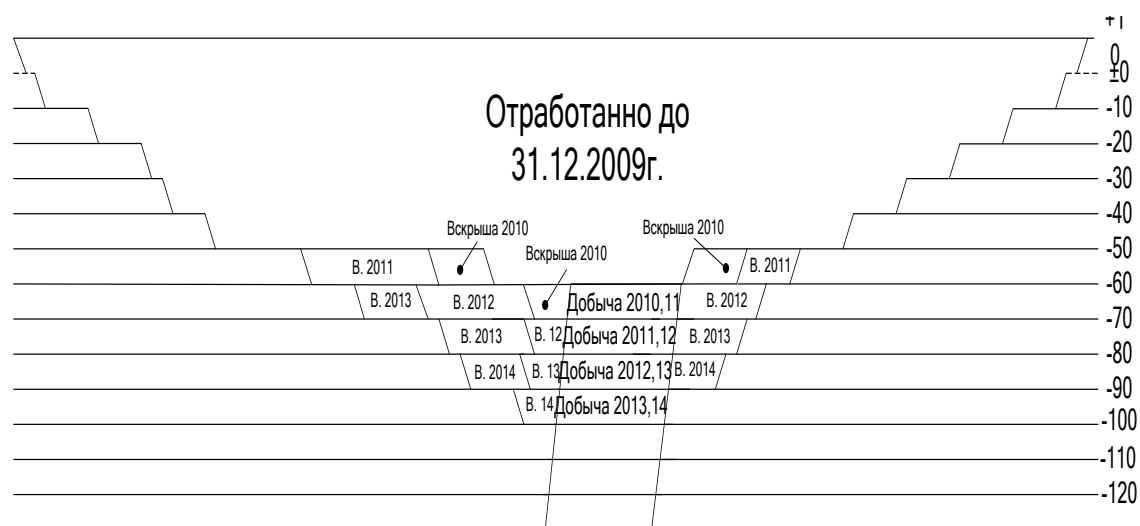 +1
0
±0
-10
Отработанно до
31.12.2009г.
-20
-30
-40
Вскрыша 2010
Вскрыша 2010
-50
Вскрыша 2010
В. 2011
В. 2011
-60
В. 2013
В. 2012
Добыча 2010,11
В. 2012
-70
В. 2013
В. 12
Добыча 2011,12
В. 2013
-80
В. 2014
В. 13
Добыча 2012,13
В. 2014
-90
В. 14
Добыча 2013,14
-100
-110
-120